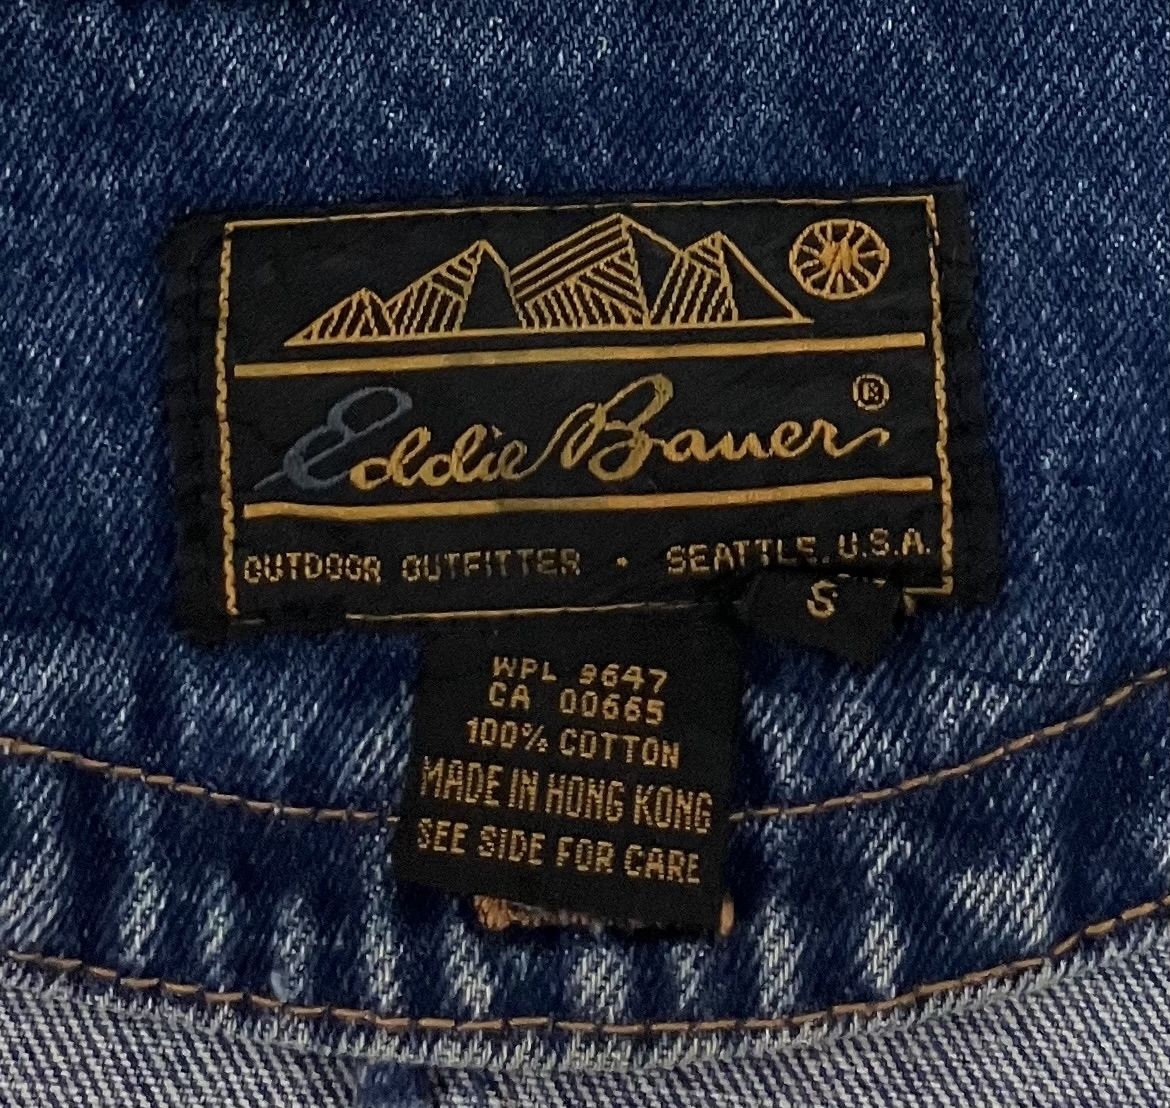 Eddie Bauer®
OUTDOOR OUTFITTER • SEATTLE, U.S.A.
S
WPL 9647
CA 00665
100% COTTON
MADE IN HONG KONG
SEE SIDE FOR CARE